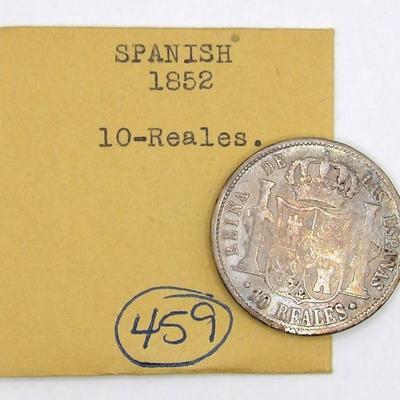 SPANISH
1852
10-Reales.
459
REINA DE LAS ESPAÑAS
10 REALES